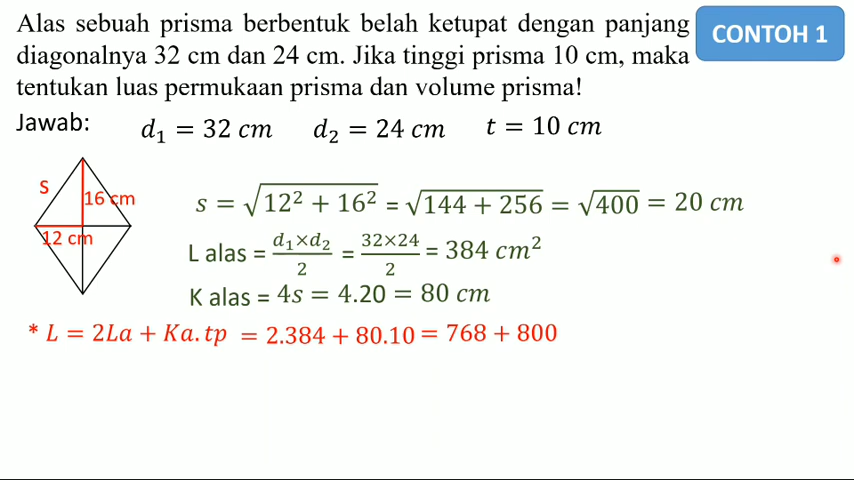 Alas sebuah prisma berbentuk belah ketupat dengan panjang
diagonalnya 32 cm dan 24 cm. Jika tinggi prisma 10 cm, maka
tentukan luas permukaan prisma dan volume prisma!
CONTOH 1
Jawab: d₁ = 32 cm d₂ = 24 cm t = 10 cm
s
16 cm
12 cm
s = √(12² + 16²) = √(144 + 256) = √400 = 20 cm
L alas = (d₁×d₂)/2 = (32×24)/2 = 384 cm²
K alas = 4s = 4.20 = 80 cm
* L = 2La + Ka.tp = 2.384 + 80.10 = 768 + 800